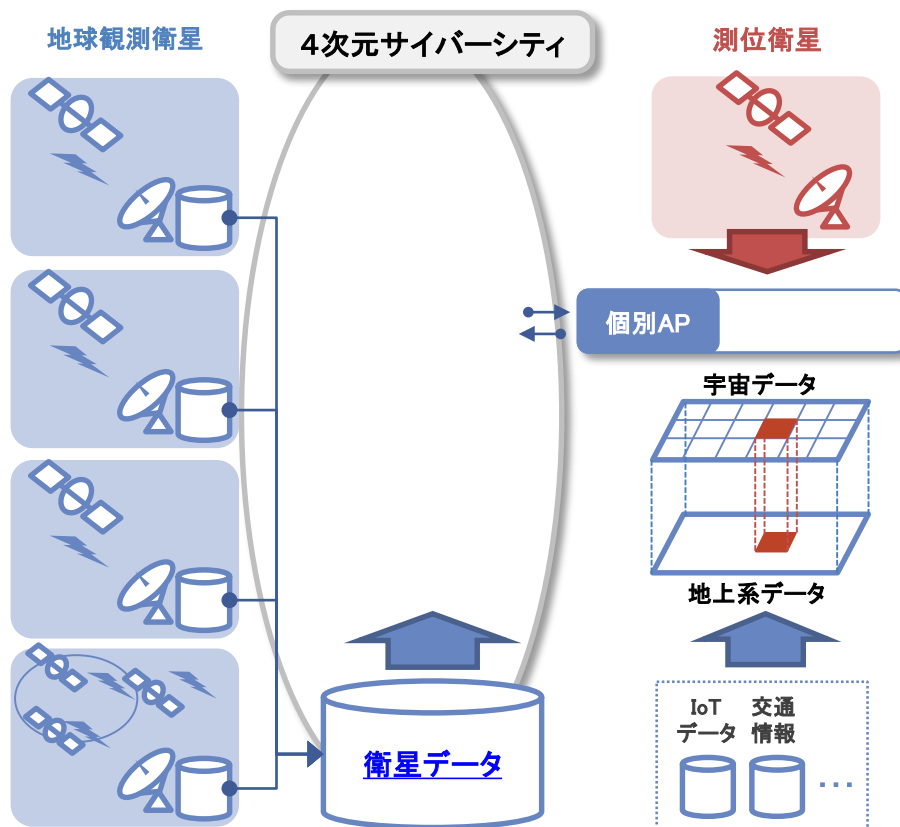 地球観測衛星
４次元サイバーシティ
測位衛星
個別AP
宇宙データ
地上系データ
IoT
データ
交通
情報
…
衛星データ